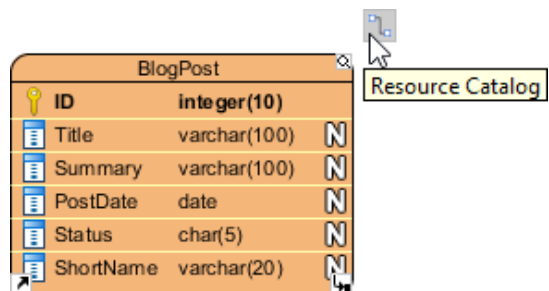 BlogPost
Resource Catalog
ID integer(10)
Title varchar(100) N
Summary varchar(100) N
PostDate date N
Status char(5) N
ShortName varchar(20) N